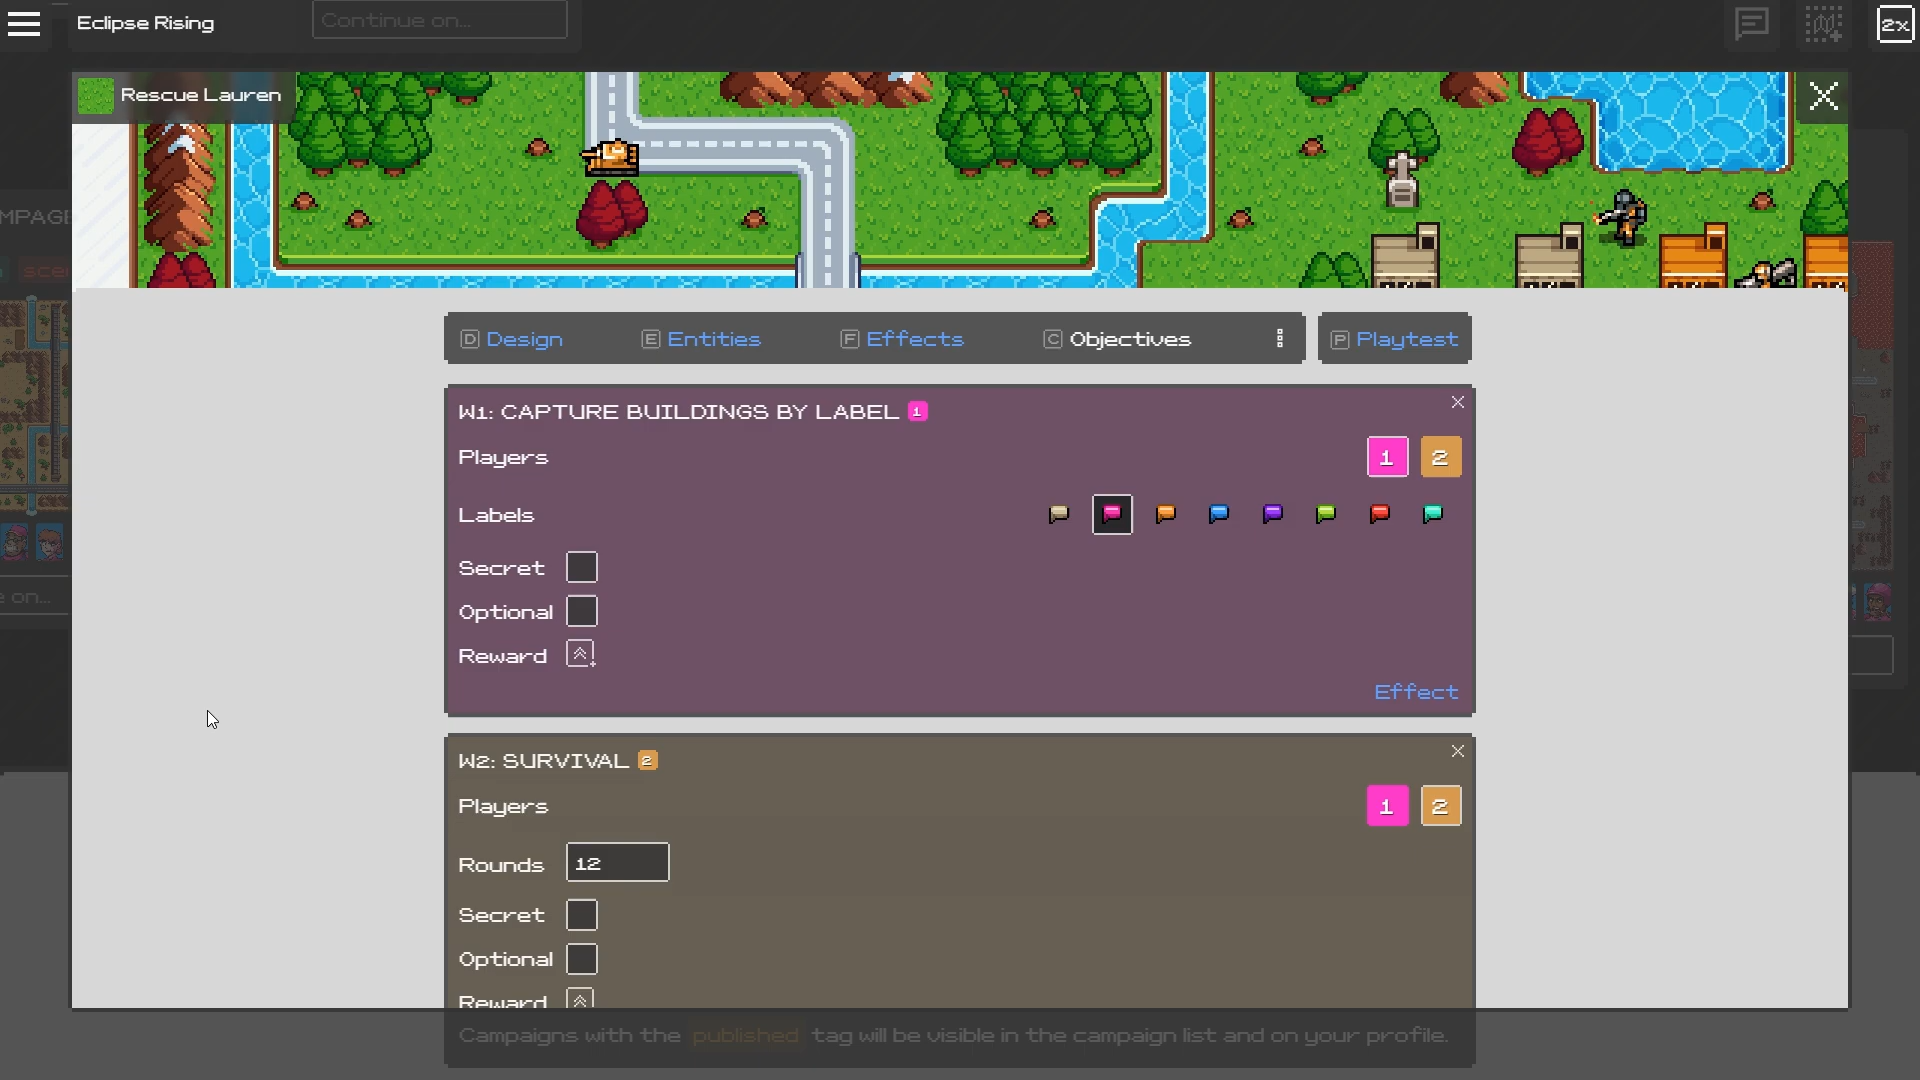 Eclipse Rising
Continue on...
2x
Rescue Lauren
D Design
E Entities
F Effects
C Objectives
P Playtest
W1: CAPTURE BUILDINGS BY LABEL 1
Players
1 2
Labels
Secret
Optional
Reward
Effect
W2: SURVIVAL 2
Players
1 2
Rounds 12
Secret
Optional
Reward
Campaigns with the published tag will be visible in the campaign list and on your profile.